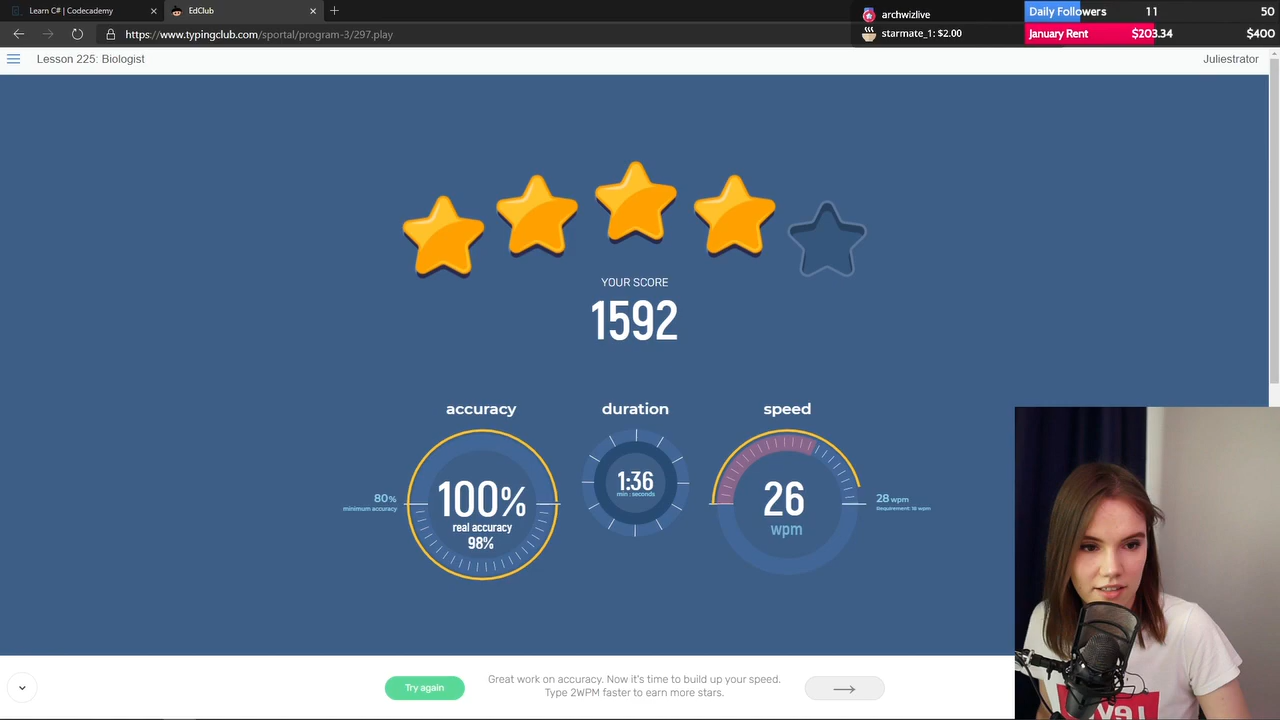 Learn C# | Codecademy
EdClub
https://www.typingclub.com/sportal/program-3/297.play
archwizlive
starmate_1: $2.00
Daily Followers 11 50
January Rent $203.34 $400
Lesson 225: Biologist
Juliestrator
YOUR SCORE
1592
accuracy
duration
speed
80%
minimum accuracy
100%
real accuracy
98%
1:36
min : seconds
26
wpm
28 wpm
Requirement: 18 wpm
Try again
Great work on accuracy. Now it's time to build up your speed.
Type 2WPM faster to earn more stars.